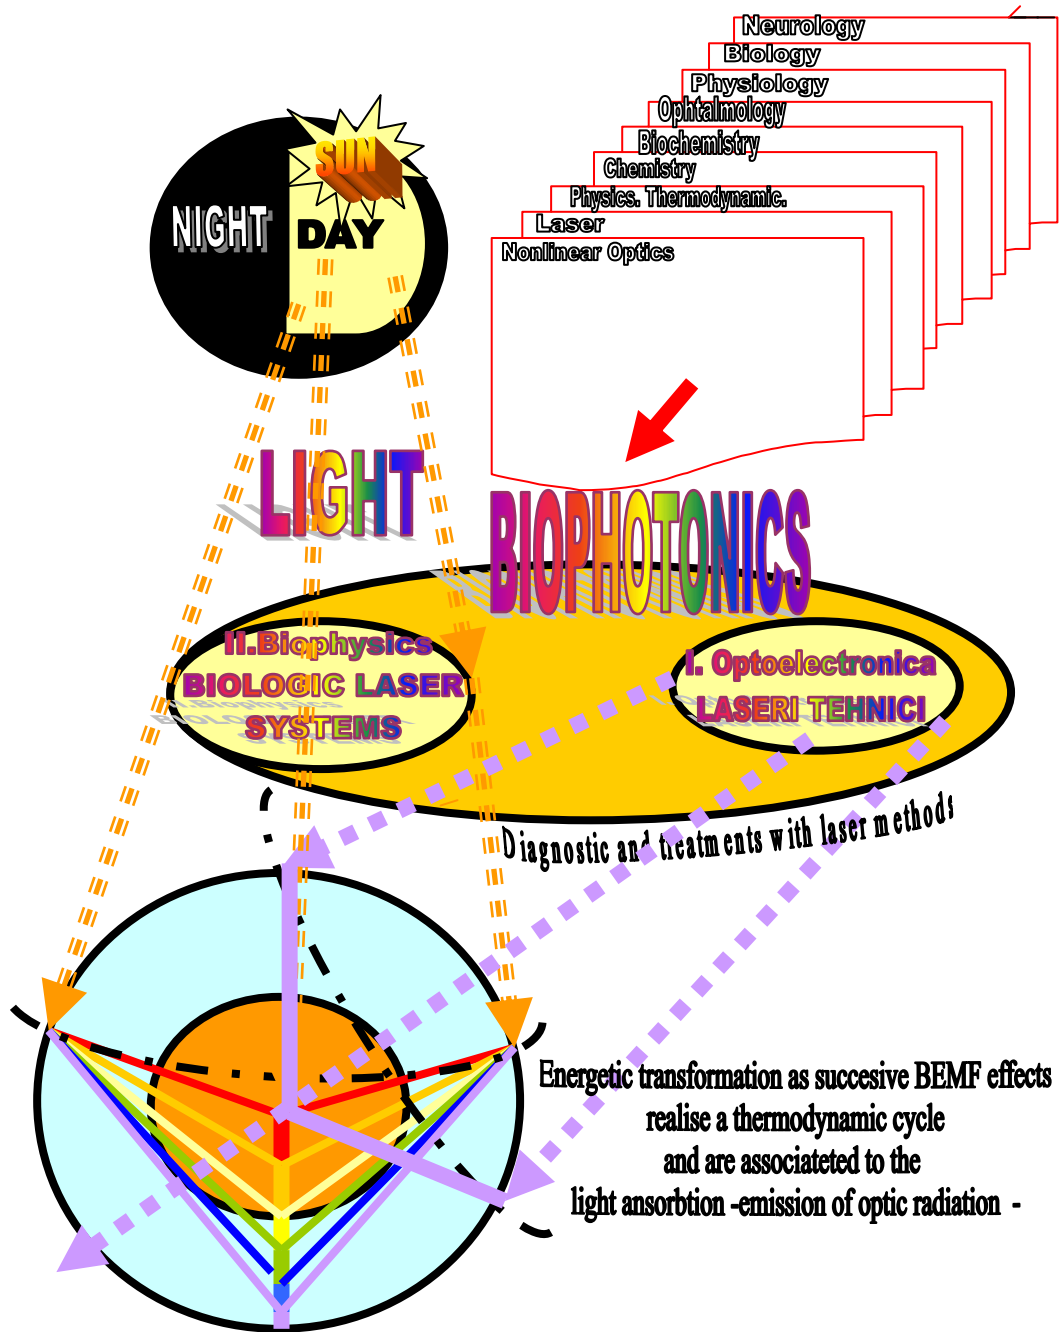 Neurology
Biology
Physiology
Ophtalmology
Biochemistry
Chemistry
Physics. Thermodynamic.
Laser
Nonlinear Optics
SUN
NIGHT
DAY
LIGHT
BIOPHOTONICS
II.Biophysics
BIOLOGIC LASER
SYSTEMS
I. Optoelectronica
LASERI TEHNICI
Diagnostic and treatments with laser methods
Energetic transformation as succesive BEMF effects
realise a thermodynamic cycle
and are associateted to the
light ansorbtion -emission of optic radiation -